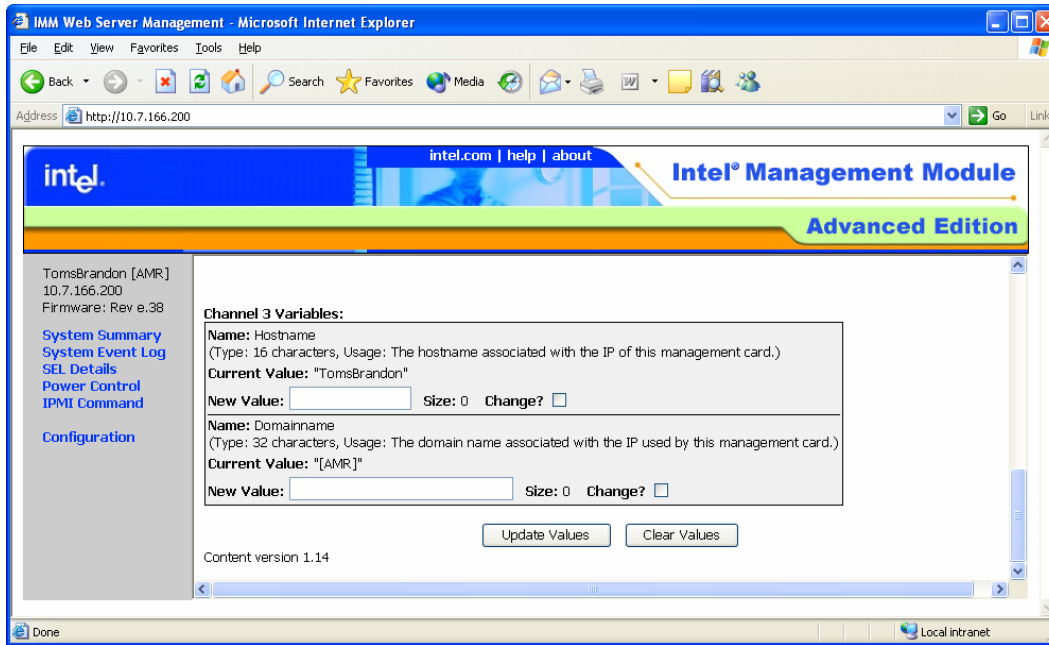 IMM Web Server Management - Microsoft Internet Explorer
File Edit View Favorites Tools Help
Back Search Favorites Media
Address http://10.7.166.200 Go Link
intel.com | help | about
intel.
Intel® Management Module
Advanced Edition
TomsBrandon [AMR]
10.7.166.200
Firmware: Rev e.38
System Summary
System Event Log
SEL Details
Power Control
IPMI Command
Configuration
Channel 3 Variables:
Name: Hostname
(Type: 16 characters, Usage: The hostname associated with the IP of this management card.)
Current Value: "TomsBrandon"
New Value: Size: 0 Change?
Name: Domainname
(Type: 32 characters, Usage: The domain name associated with the IP used by this management card.)
Current Value: "[AMR]"
New Value: Size: 0 Change?
Update Values Clear Values
Content version 1.14
Done Local intranet